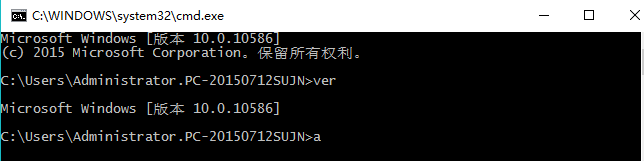 C:\WINDOWS\system32\cmd.exe
Microsoft Windows [版本 10.0.10586]
(c) 2015 Microsoft Corporation。保留所有权利。
C:\Users\Administrator.PC-20150712SUJN>ver
Microsoft Windows [版本 10.0.10586]
C:\Users\Administrator.PC-20150712SUJN>a